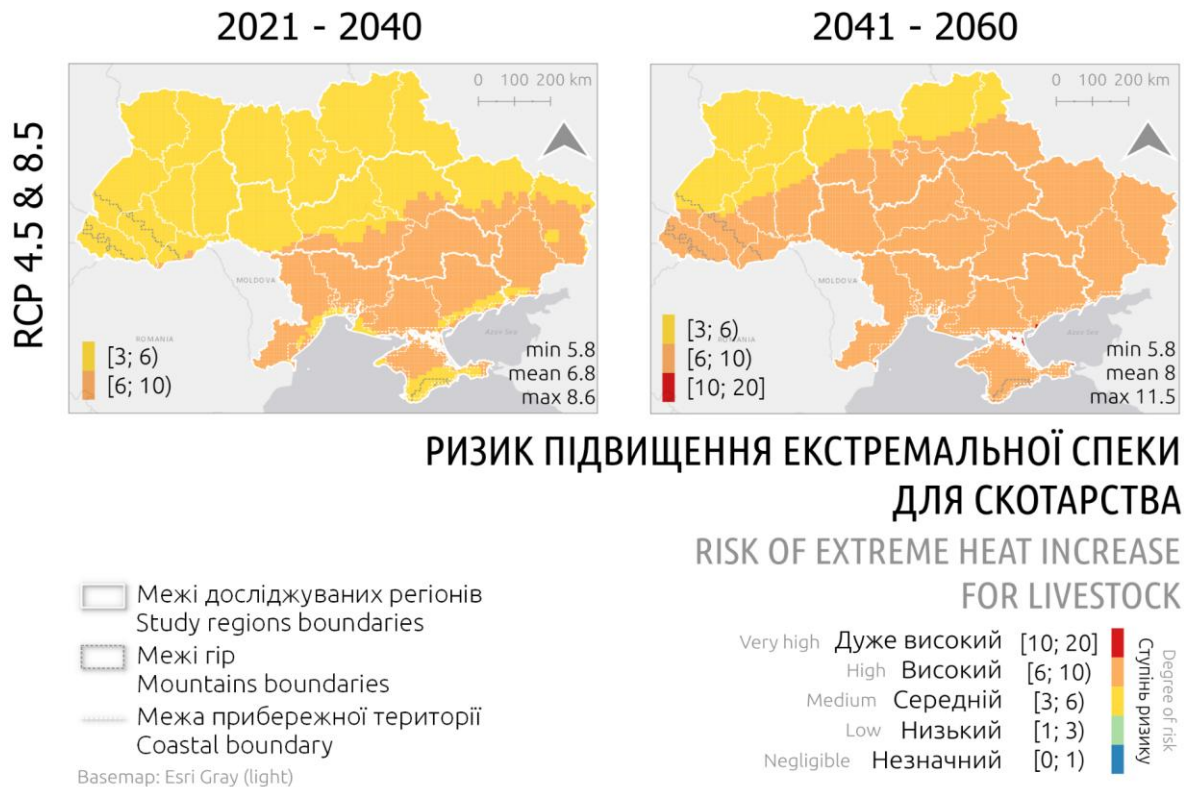 2021 - 2040
2041 - 2060
RCP 4.5 & 8.5
0 100 200 km
MOLDOVA
ROMANIA
Azov Sea
[3; 6)
[6; 10)
min 5.8
mean 6.8
max 8.6
0 100 200 km
MOLDOVA
ROMANIA
Azov Sea
[3; 6)
[6; 10)
[10; 20]
min 5.8
mean 8
max 11.5
РИЗИК ПІДВИЩЕННЯ ЕКСТРЕМАЛЬНОЇ СПЕКИ
ДЛЯ СКОТАРСТВА
RISK OF EXTREME HEAT INCREASE
FOR LIVESTOCK
Межі досліджуваних регіонів
Study regions boundaries
Межі гір
Mountains boundaries
Межа прибережної території
Coastal boundary
Basemap: Esri Gray (light)
Very high Дуже високий [10; 20]
High Високий [6; 10)
Medium Середній [3; 6)
Low Низький [1; 3)
Negligible Незначний [0; 1)
Ступінь ризику
Degree of risk